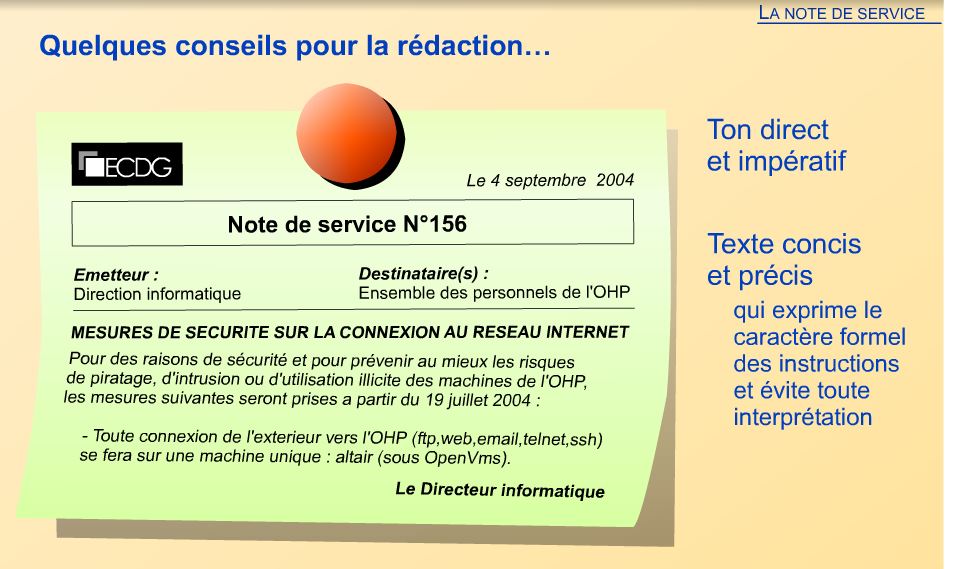 LA NOTE DE SERVICE
Quelques conseils pour la rédaction…
ECDG
Le 4 septembre 2004
Note de service N°156
Emetteur :
Direction informatique
Destinataire(s) :
Ensemble des personnels de l'OHP
MESURES DE SECURITE SUR LA CONNEXION AU RESEAU INTERNET
Pour des raisons de sécurité et pour prévenir au mieux les risques
de piratage, d'intrusion ou d'utilisation illicite des machines de l'OHP,
les mesures suivantes seront prises a partir du 19 juillet 2004 :
- Toute connexion de l'exterieur vers l'OHP (ftp,web,email,telnet,ssh)
se fera sur une machine unique : altair (sous OpenVms).
Le Directeur informatique
Ton direct
et impératif
Texte concis
et précis
qui exprime le
caractère formel
des instructions
et évite toute
interprétation